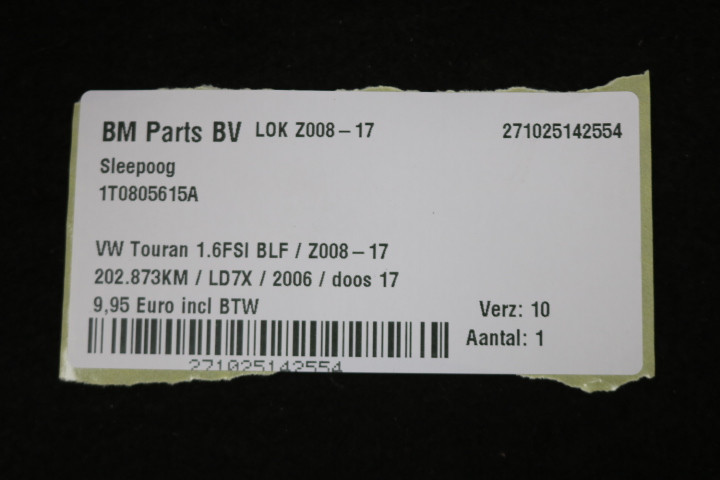 BM Parts BV LOK Z008-17 271025142554
Sleepoog
1T0805615A
VW Touran 1.6FSI BLF / Z008-17
202.873KM / LD7X / 2006 / doos 17
9,95 Euro incl BTW
Verz: 10
Aantal: 1
271025142554